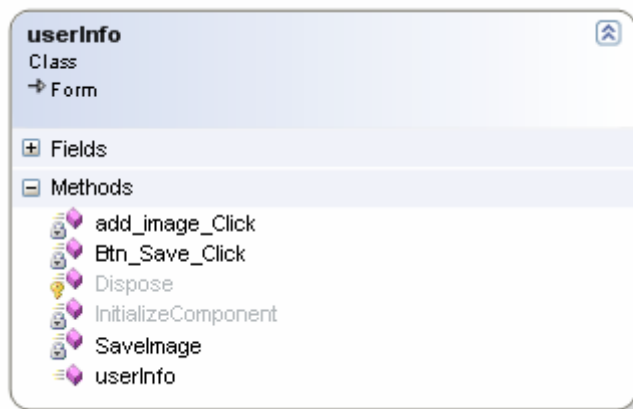 userInfo
Class
Form
Fields
Methods
add_image_Click
Btn_Save_Click
Dispose
InitializeComponent
SaveImage
userInfo